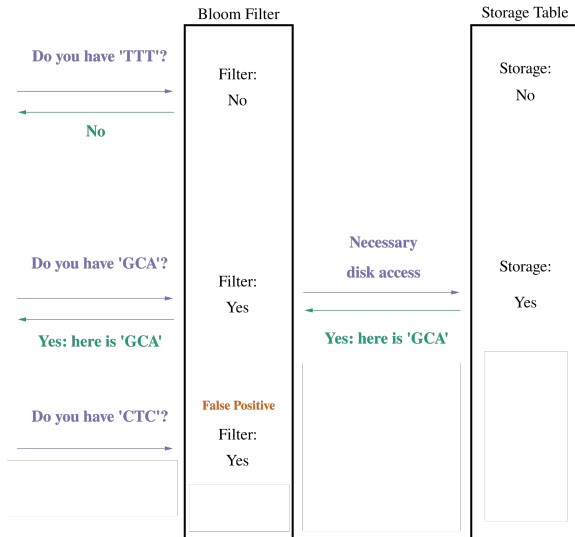 Bloom Filter
Storage Table
Do you have 'TTT'?
Filter:
No
Storage:
No
No
Necessary
disk access
Do you have 'GCA'?
Filter:
Yes
Storage:
Yes
Yes: here is 'GCA'
Yes: here is 'GCA'
False Positive
Do you have 'CTC'?
Filter:
Yes